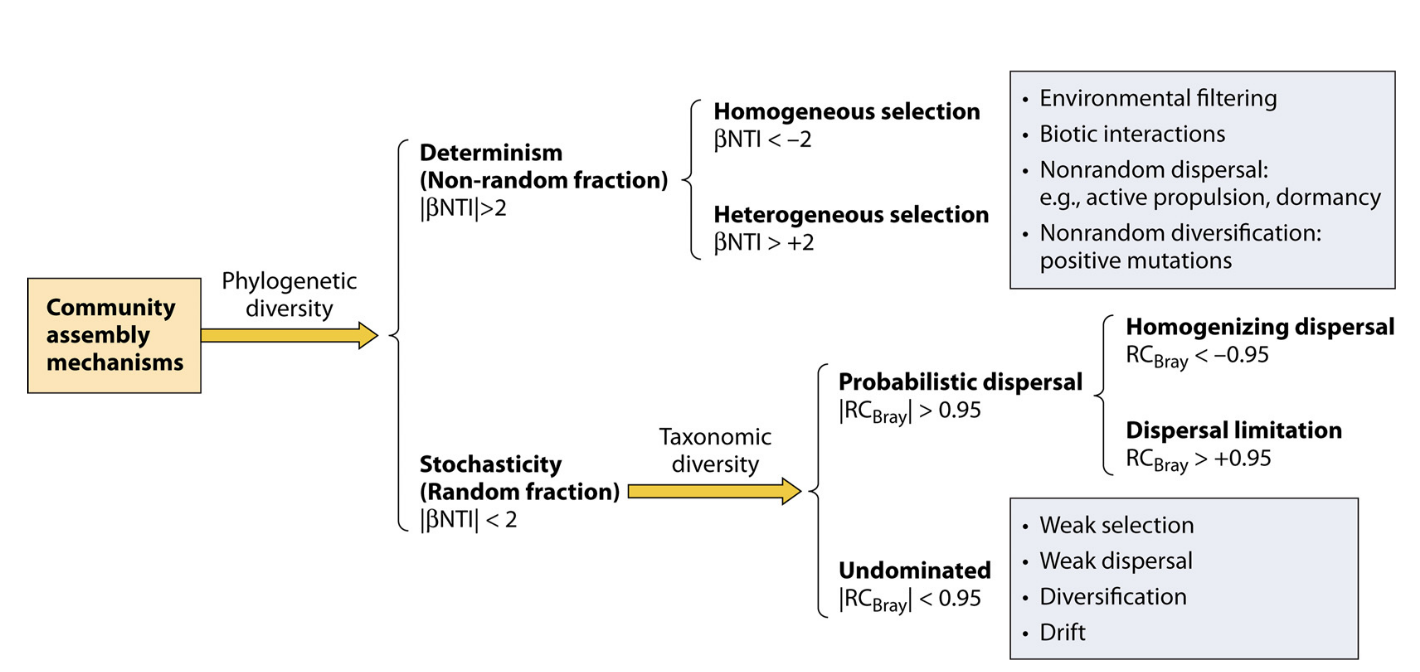 Community
assembly
mechanisms
Phylogenetic
diversity
Determinism
(Non-random fraction)
|βNTI|>2
Homogeneous selection
βNTI < –2
Heterogeneous selection
βNTI > +2
• Environmental filtering
• Biotic interactions
• Nonrandom dispersal:
e.g., active propulsion, dormancy
• Nonrandom diversification:
positive mutations
Stochasticity
(Random fraction)
|βNTI| < 2
Taxonomic
diversity
Probabilistic dispersal
|RCBray| > 0.95
Homogenizing dispersal
RCBray < –0.95
Dispersal limitation
RCBray > +0.95
Undominated
|RCBray| < 0.95
• Weak selection
• Weak dispersal
• Diversification
• Drift